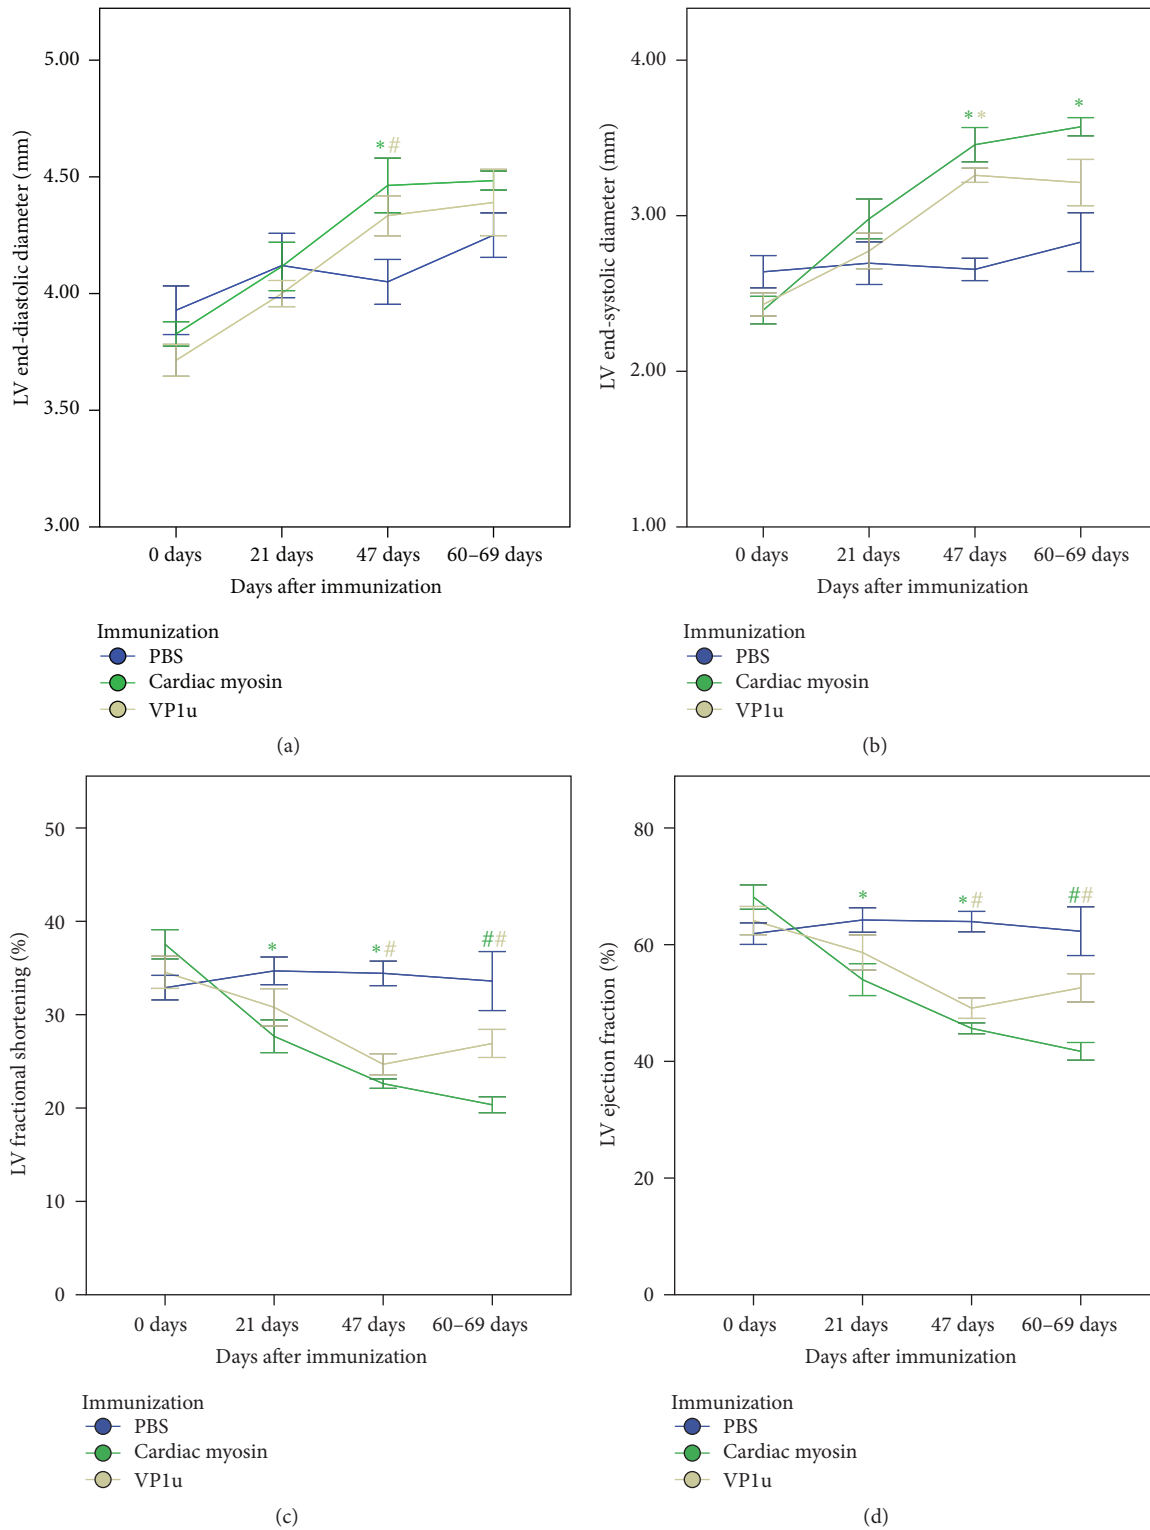 5.00
4.50
4.00
3.50
3.00
LV end-diastolic diameter (mm)
*#
0 days
21 days
47 days
60–69 days
Days after immunization
Immunization
PBS
Cardiac myosin
VP1u
(a)
4.00
3.00
2.00
1.00
LV end-systolic diameter (mm)
**
*
0 days
21 days
47 days
60–69 days
Days after immunization
Immunization
PBS
Cardiac myosin
VP1u
(b)
50
40
30
20
10
0
LV fractional shortening (%)
*
*#
##
0 days
21 days
47 days
60–69 days
Days after immunization
Immunization
PBS
Cardiac myosin
VP1u
(c)
80
60
40
20
0
LV ejection fraction (%)
*
*#
##
0 days
21 days
47 days
60–69 days
Days after immunization
Immunization
PBS
Cardiac myosin
VP1u
(d)